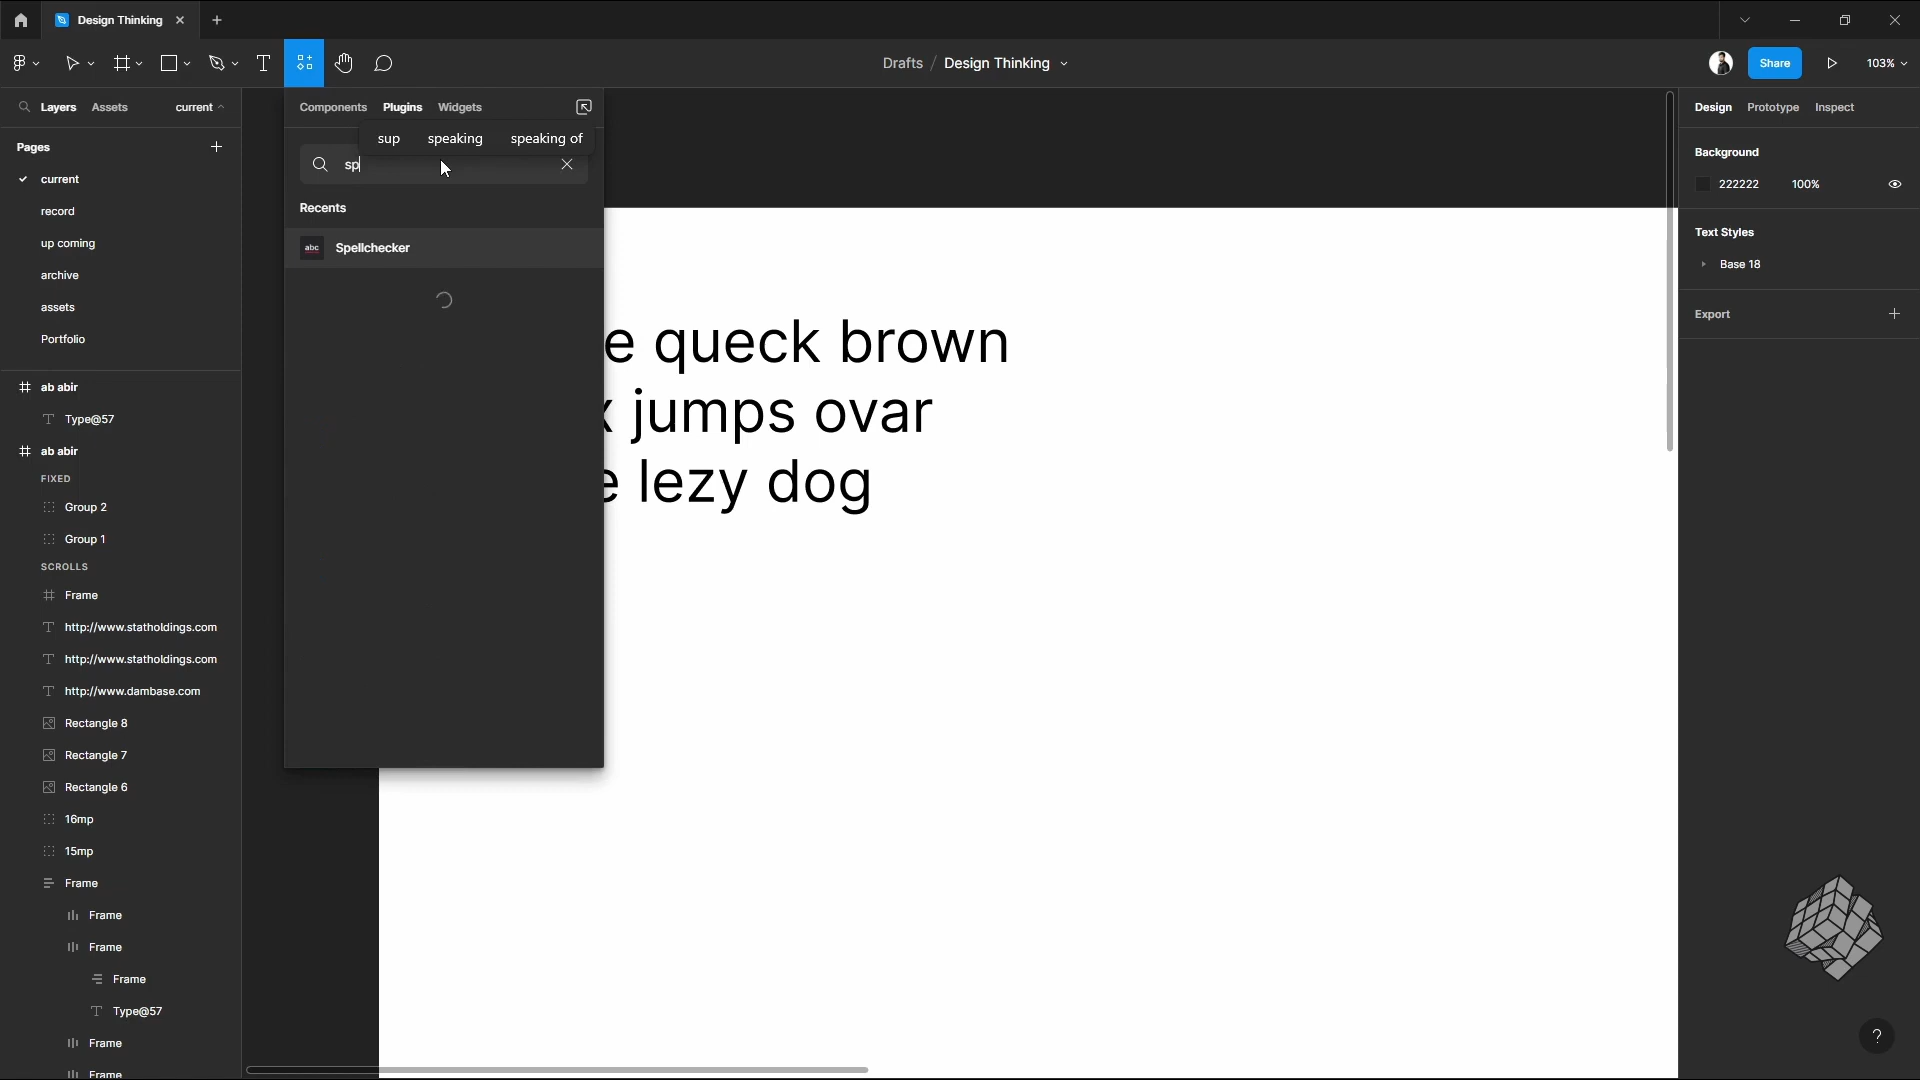 Design Thinking
Drafts / Design Thinking
Share
103%
Layers
Assets
current
Pages
current
record
up coming
archive
assets
Portfolio
ab abir
Type@57
ab abir
FIXED
Group 2
Group 1
SCROLLS
Frame
http://www.statholdings.com
http://www.statholdings.com
http://www.dambase.com
Rectangle 8
Rectangle 7
Rectangle 6
16mp
15mp
Frame
Frame
Frame
Frame
Type@57
Frame
Frame
Components
Plugins
Widgets
sup speaking speaking of
sp
Recents
abc Spellchecker
e queck brown
x jumps ovar
e lezy dog
Design
Prototype
Inspect
Background
222222 100%
Text Styles
Base 18
Export
?